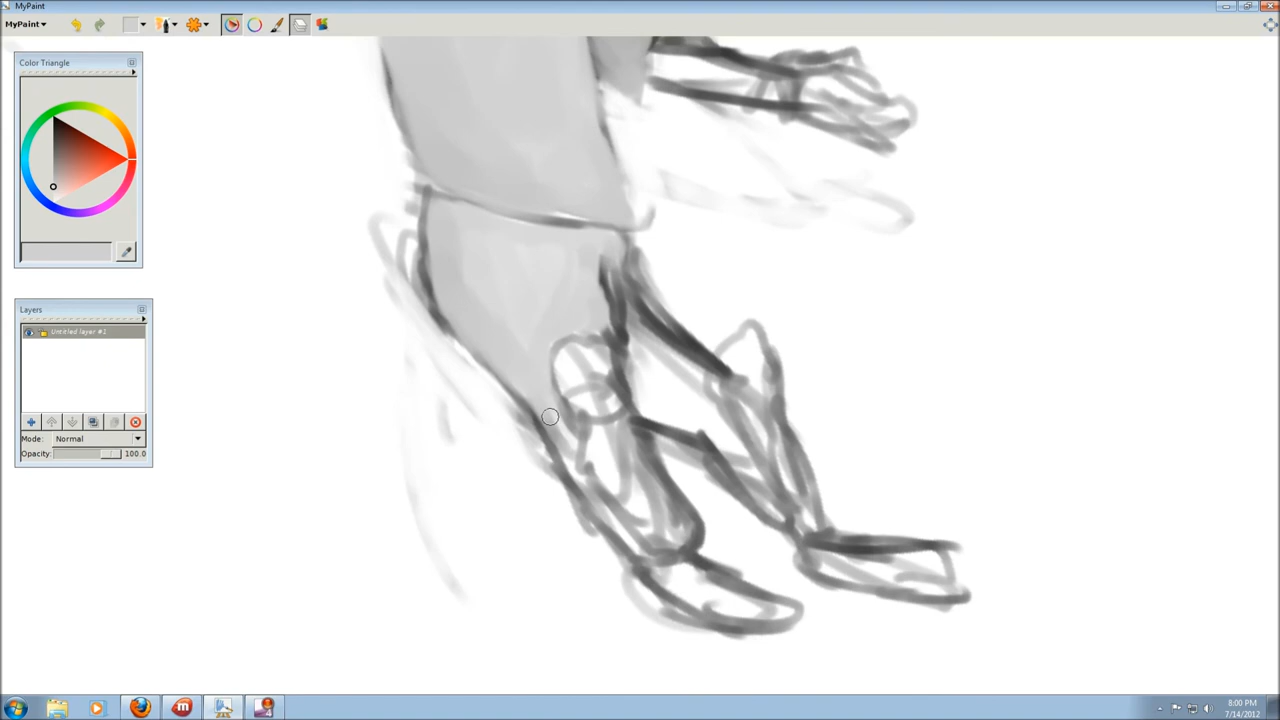 MyPaint
MyPaint
Color Triangle
Layers
Untitled layer #1
Mode: Normal
Opacity: 100.0
8:00 PM
7/14/2012